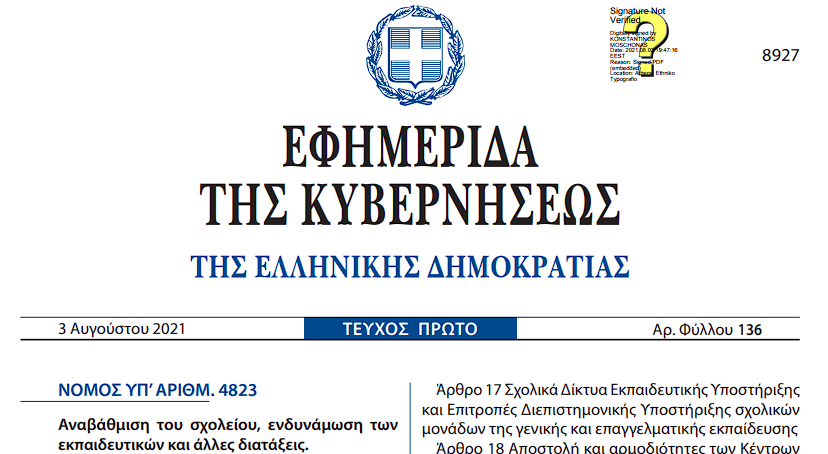 Signature Not
Verified
Digitally signed by
KONSTANTINOS
MOSCHONAS
Date: 2021.08.03 19:47:16
EEST
Reason: Signed PDF
(embedded)
Location: Athens, Ethniko
Typografio
8927
ΕΦΗΜΕΡΙΔΑ
ΤΗΣ ΚΥΒΕΡΝΗΣΕΩΣ
ΤΗΣ ΕΛΛΗΝΙΚΗΣ ΔΗΜΟΚΡΑΤΙΑΣ
3 Αυγούστου 2021 ΤΕΥΧΟΣ ΠΡΩΤΟ Αρ. Φύλλου 136
ΝΟΜΟΣ ΥΠ’ ΑΡΙΘΜ. 4823
Αναβάθμιση του σχολείου, ενδυνάμωση των
εκπαιδευτικών και άλλες διατάξεις.
Άρθρο 17 Σχολικά Δίκτυα Εκπαιδευτικής Υποστήριξης
και Επιτροπές Διεπιστημονικής Υποστήριξης σχολικών
μονάδων της γενικής και επαγγελματικής εκπαίδευσης
Άρθρο 18 Αποστολή και αρμοδιότητες των Κέντρων